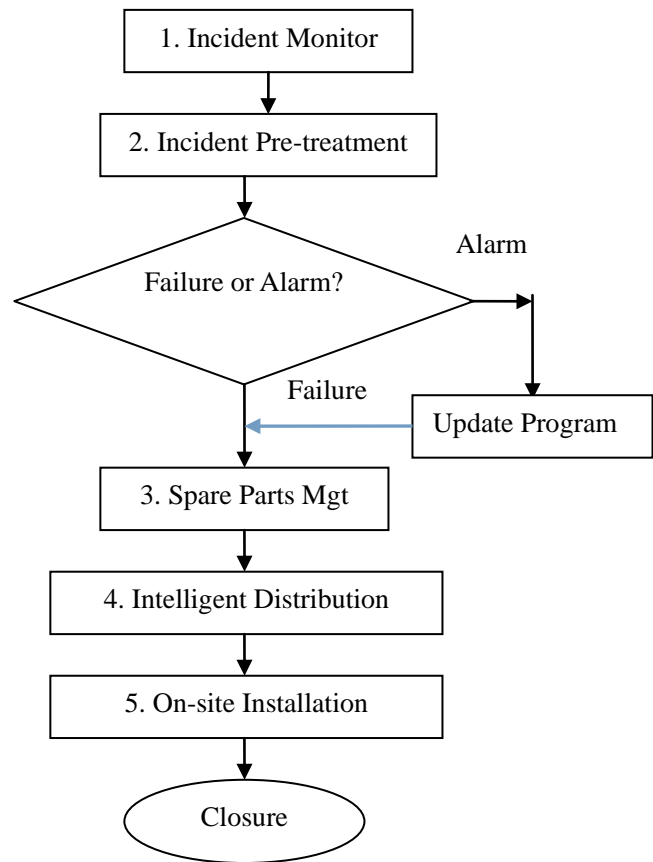 1. Incident Monitor
2. Incident Pre-treatment
Alarm
Failure or Alarm?
Failure
Update Program
3. Spare Parts Mgt
4. Intelligent Distribution
5. On-site Installation
Closure